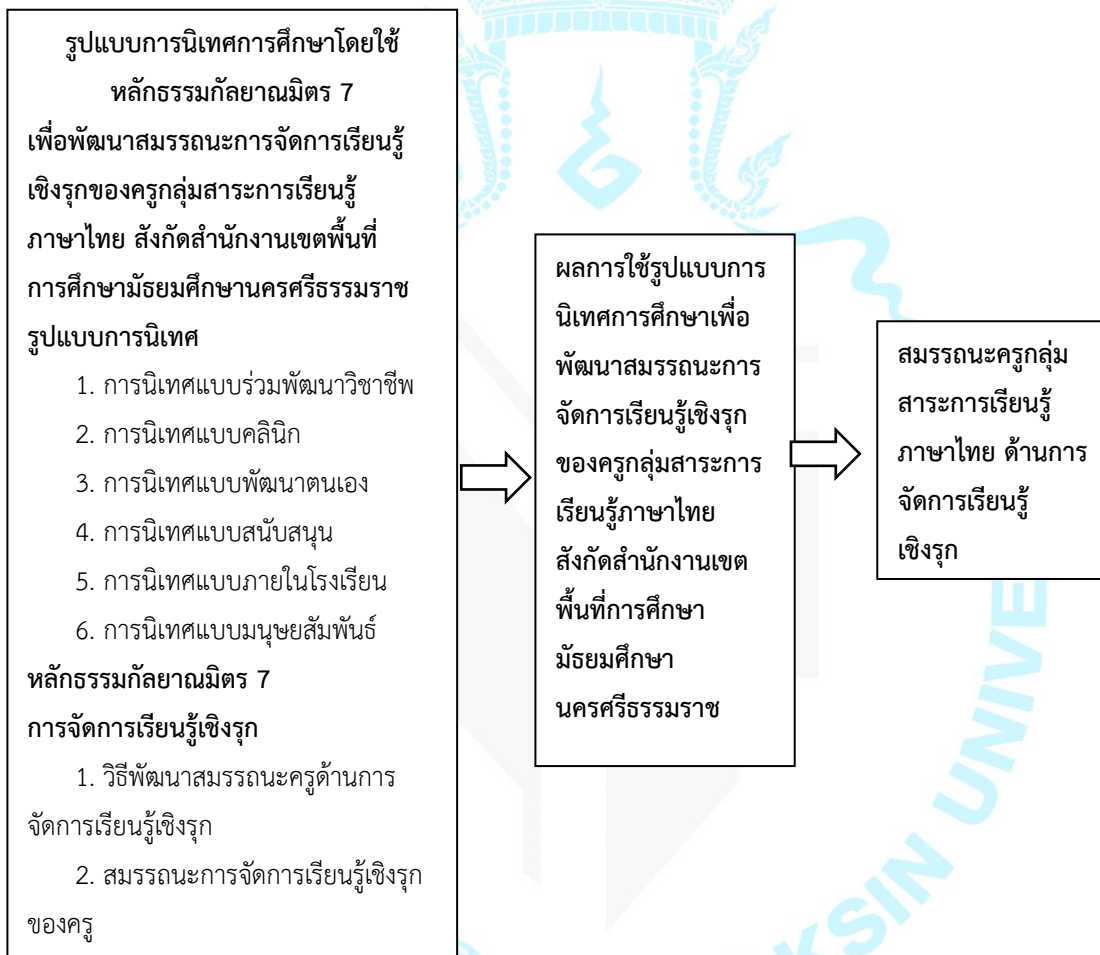 รูปแบบการนิเทศการศึกษาโดยใช้
หลักธรรมกัลยาณมิตร 7
เพื่อพัฒนาสมรรถนะการจัดการเรียนรู้
เชิงรุกของครูกลุ่มสาระการเรียนรู้
ภาษาไทย สังกัดสำนักงานเขตพื้นที่
การศึกษามัธยมศึกษานครศรีธรรมราช
รูปแบบการนิเทศ
1. การนิเทศแบบร่วมพัฒนาวิชาชีพ
2. การนิเทศแบบคลินิก
3. การนิเทศแบบพัฒนาตนเอง
4. การนิเทศแบบสนับสนุน
5. การนิเทศแบบภายในโรงเรียน
6. การนิเทศแบบมนุษยสัมพันธ์
หลักธรรมกัลยาณมิตร 7
การจัดการเรียนรู้เชิงรุก
1. วิธีพัฒนาสมรรถนะครูด้านการ
จัดการเรียนรู้เชิงรุก
2. สมรรถนะการจัดการเรียนรู้เชิงรุก
ของครู
ผลการใช้รูปแบบการ
นิเทศการศึกษาเพื่อ
พัฒนาสมรรถนะการ
จัดการเรียนรู้เชิงรุก
ของครูกลุ่มสาระการ
เรียนรู้ภาษาไทย
สังกัดสำนักงานเขต
พื้นที่การศึกษา
มัธยมศึกษา
นครศรีธรรมราช
สมรรถนะครูกลุ่ม
สาระการเรียนรู้
ภาษาไทย ด้านการ
จัดการเรียนรู้
เชิงรุก
KSIN UNIVE